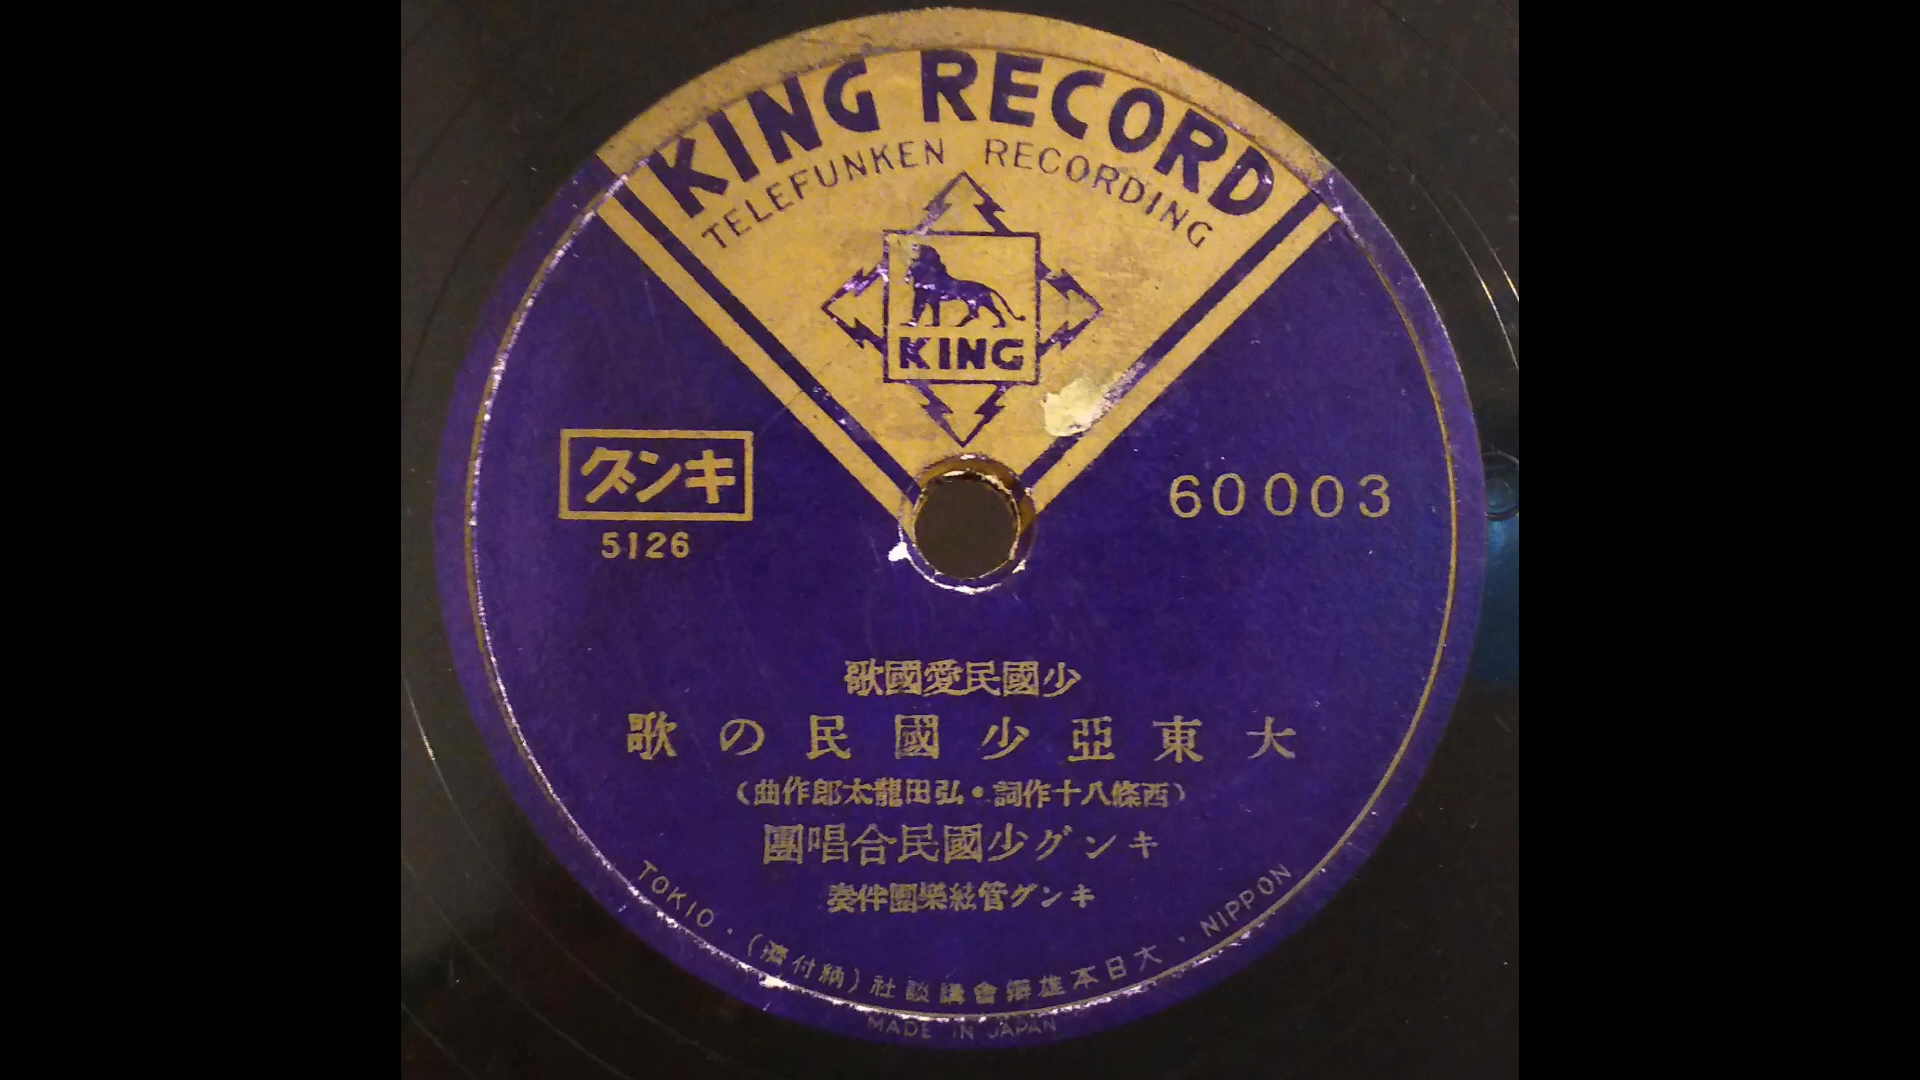 KING RECORD
TELEFUNKEN RECORDING
KING
キング
5126
60003
少國民愛國歌
大東亞少國民の歌
(西條八十作詞・弘田龍太郎作曲)
キング少國民合唱團
キング管絃樂團伴奏
TOKIO・大日本雄辯會講談社(納付濟)・NIPPON
MADE IN JAPAN